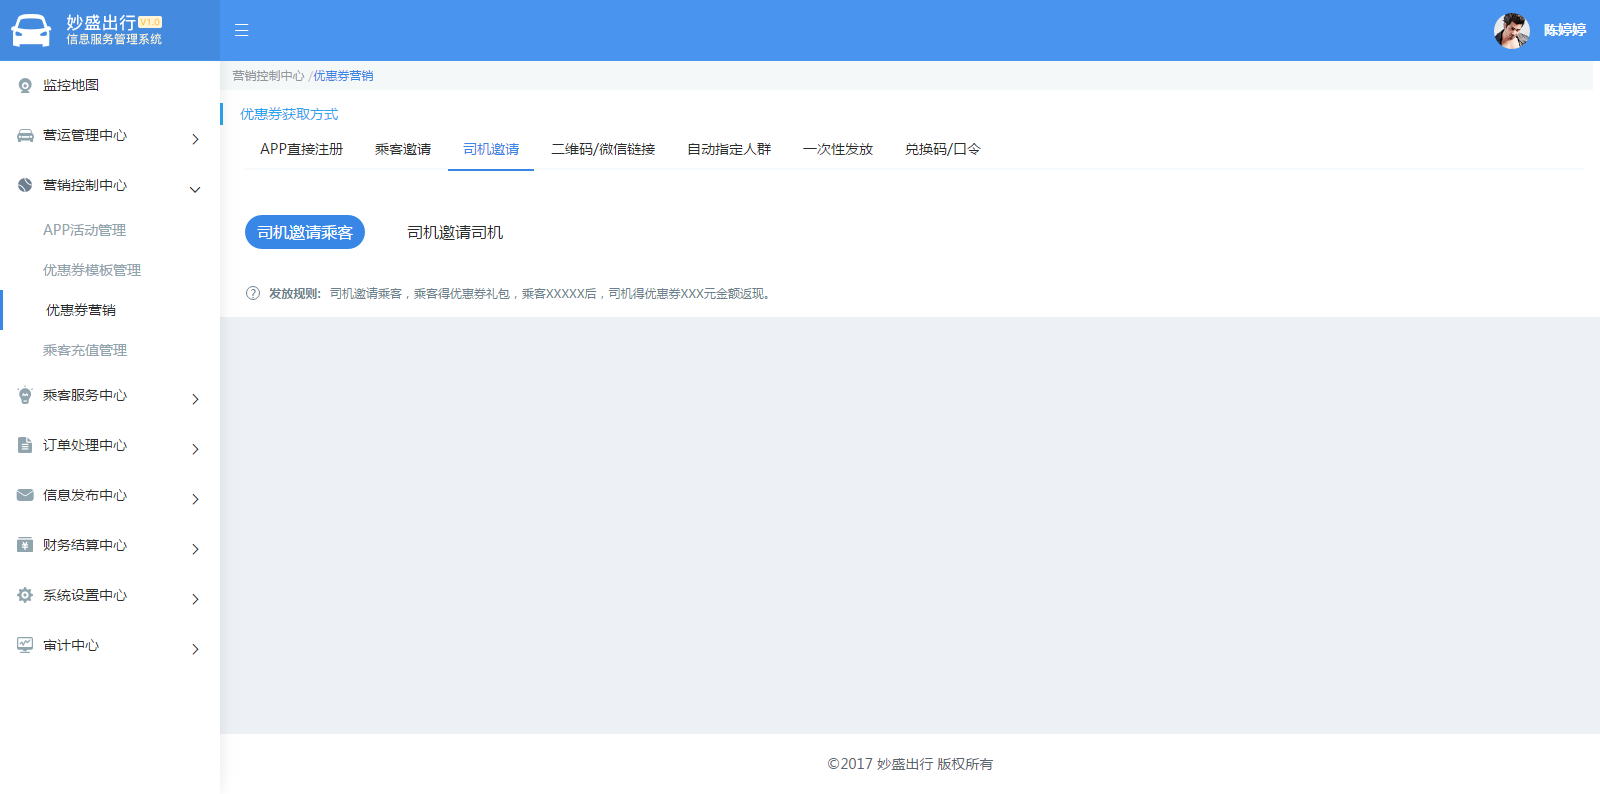 妙盛出行 V1.0
信息服务管理系统
陈婷婷
监控地图
营运管理中心
营销控制中心
APP活动管理
优惠券模板管理
优惠券营销
乘客充值管理
乘客服务中心
订单处理中心
信息发布中心
财务结算中心
系统设置中心
审计中心
营销控制中心 /优惠券营销
优惠券获取方式
APP直接注册 乘客邀请 司机邀请 二维码/微信链接 自动指定人群 一次性发放 兑换码/口令
司机邀请乘客 司机邀请司机
发放规则: 司机邀请乘客，乘客得优惠券礼包，乘客XXXXX后，司机得优惠券XXX元金额返现。
©2017 妙盛出行 版权所有